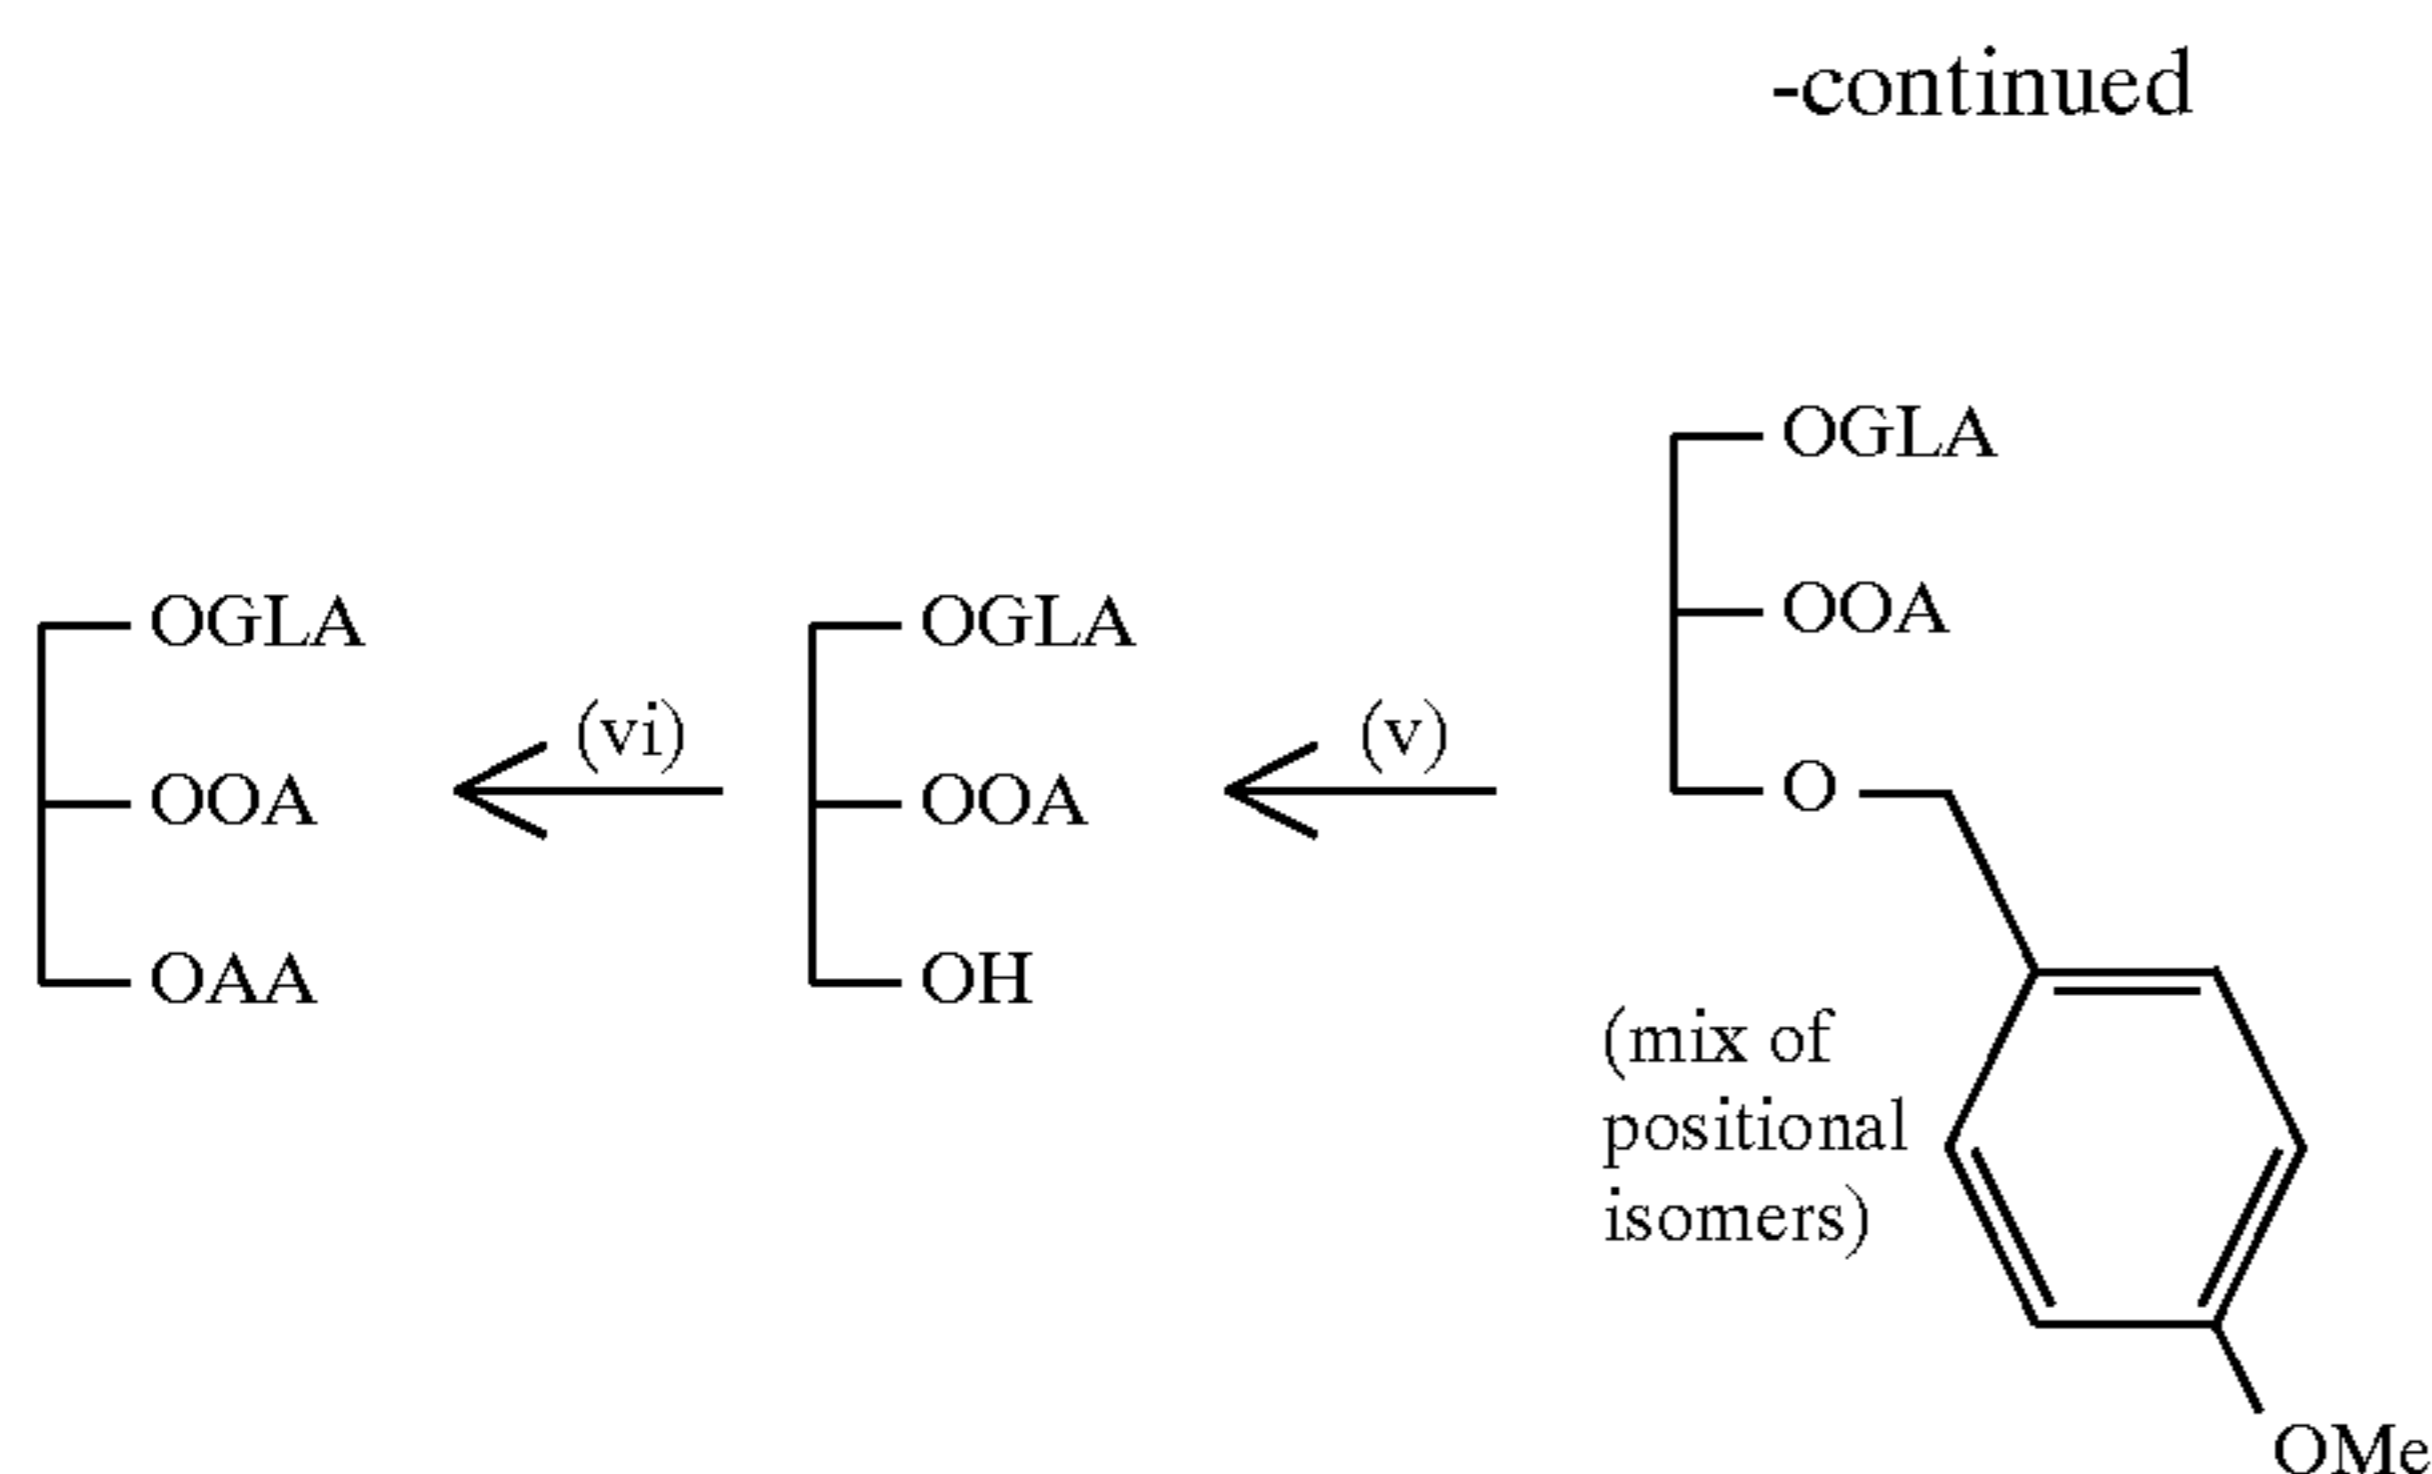 -continued
OGLA
OOA
OAA
(vi)
OGLA
OOA
OH
(v)
OGLA
OOA
O
(mix of
positional
isomers)
OMe